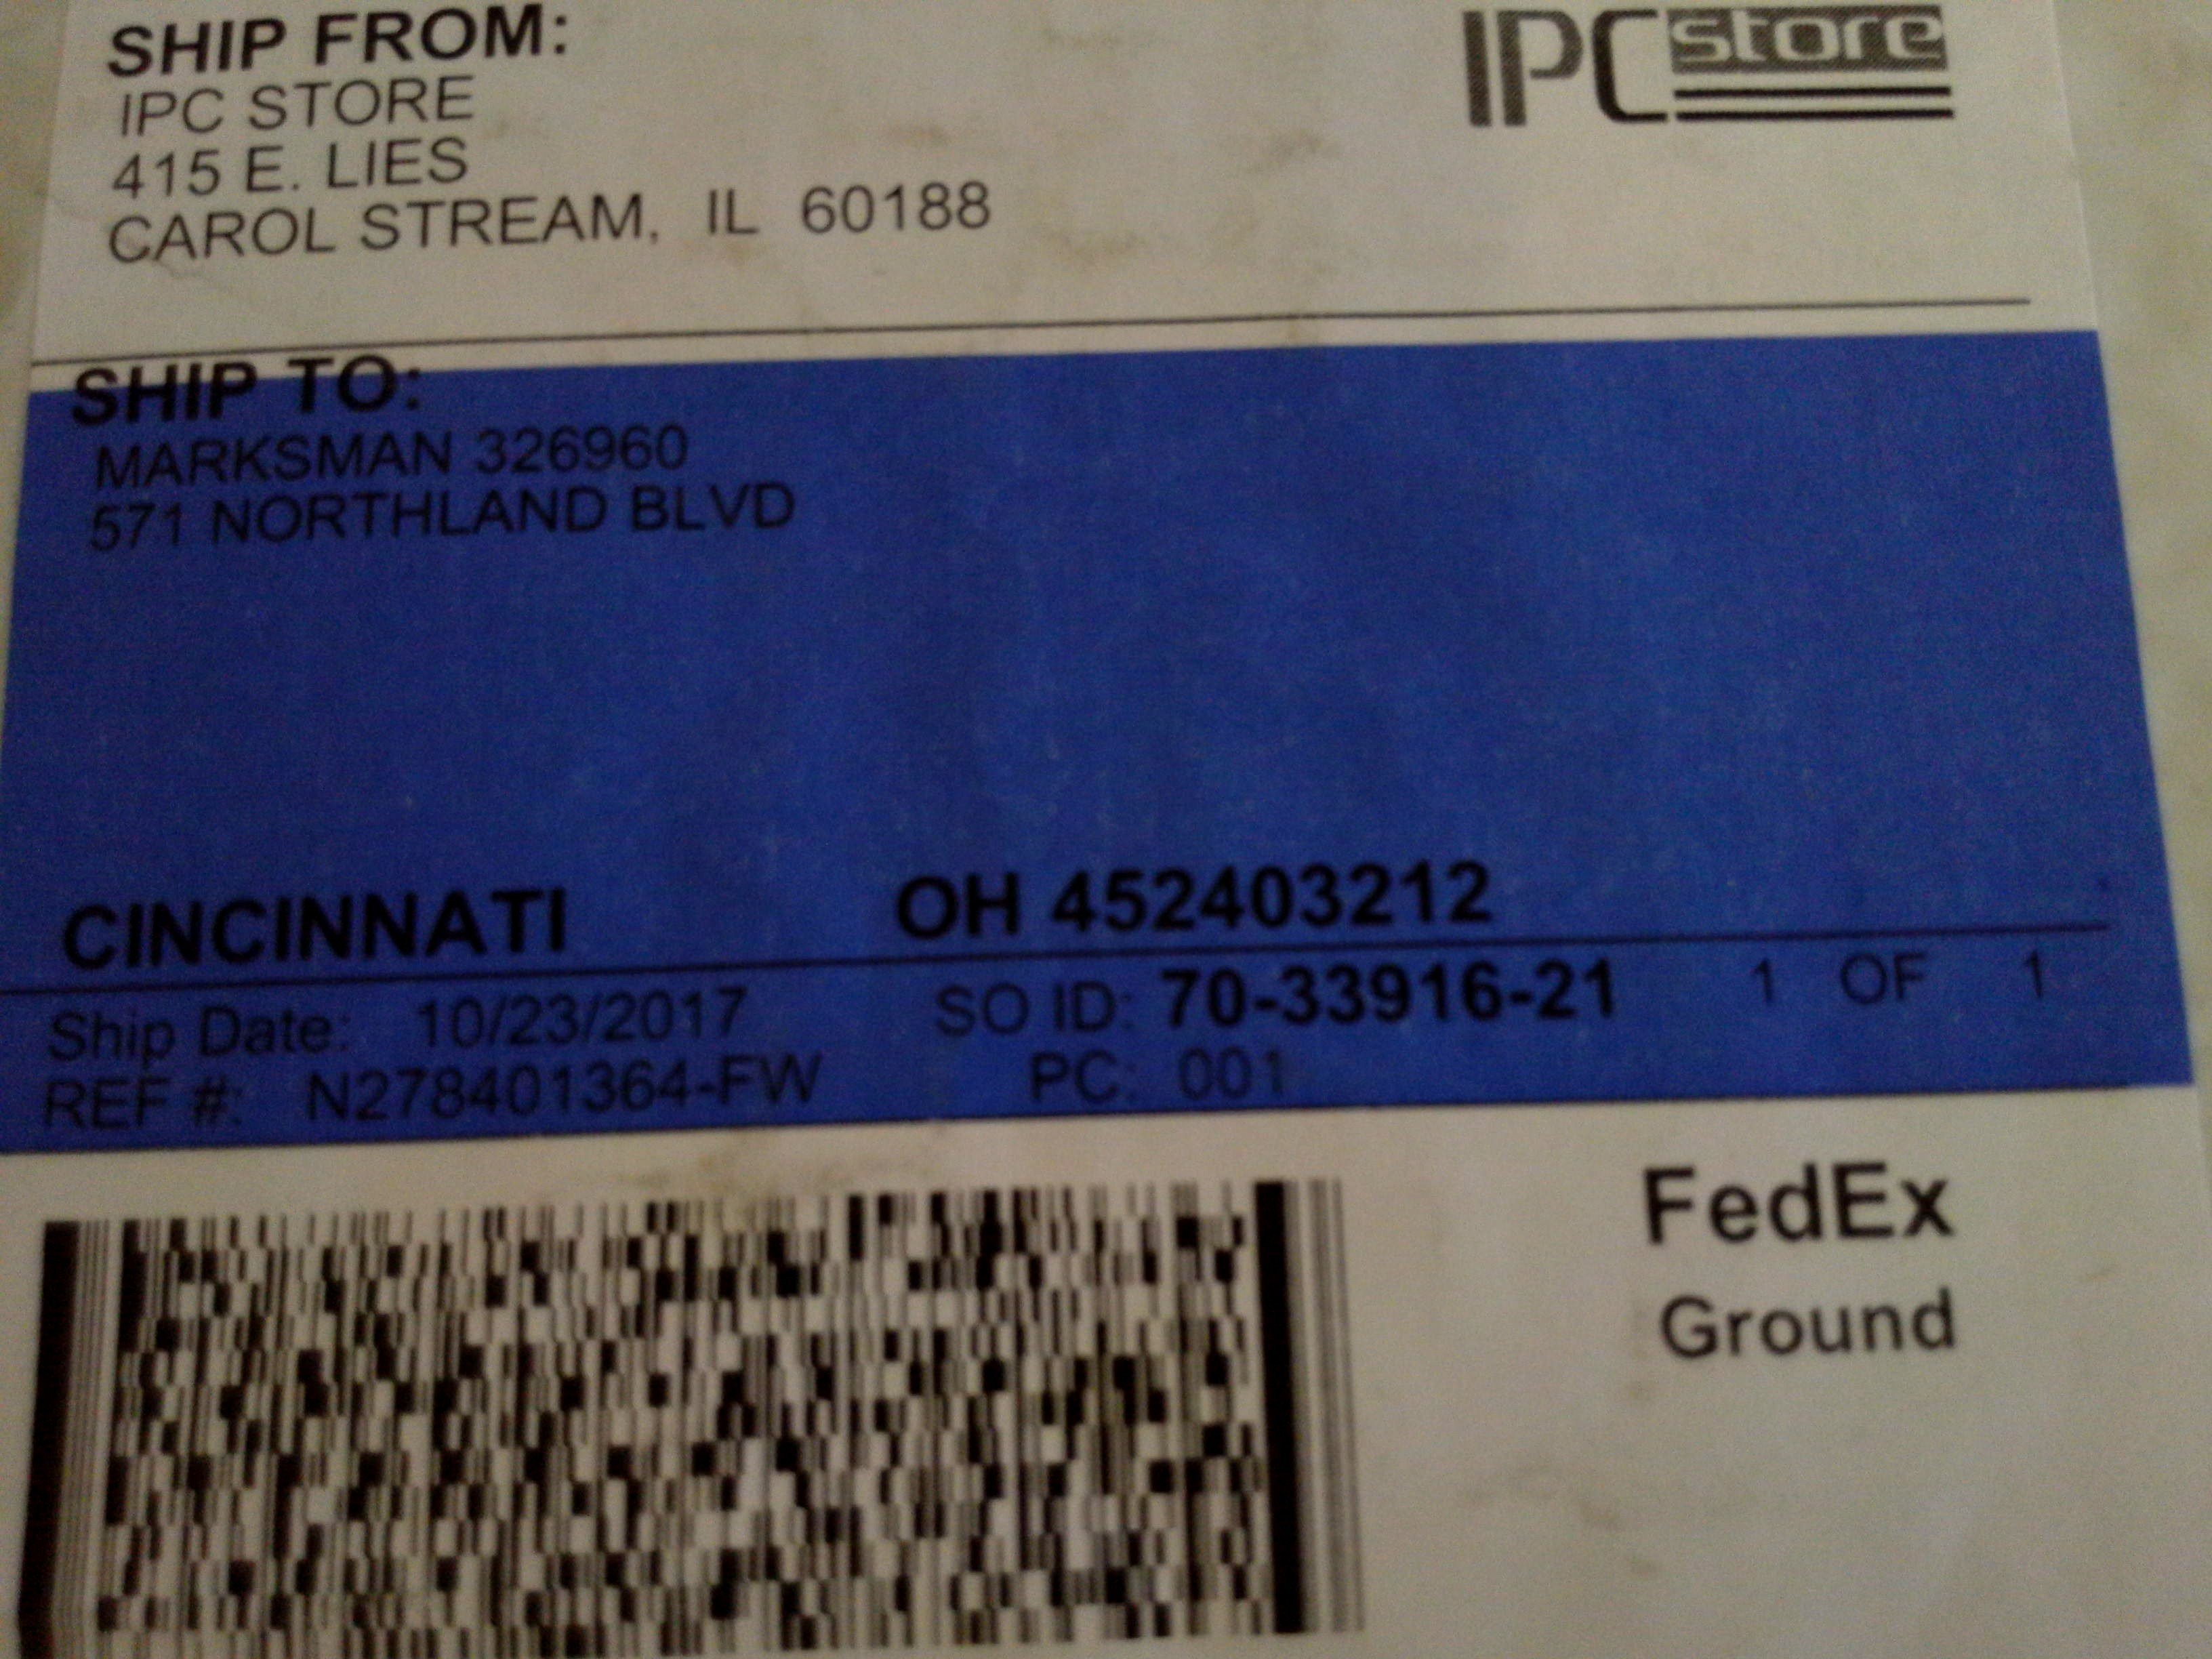 SHIP FROM:
IPC STORE
415 E. LIES
CAROL STREAM, IL 60188
IPC store
SHIP TO:
MARKSMAN 326960
571 NORTHLAND BLVD
CINCINNATI OH 452403212
Ship Date: 10/23/2017 SO ID: 70-33916-21 1 OF 1
REF #: N278401364-FW PC: 001
FedEx
Ground